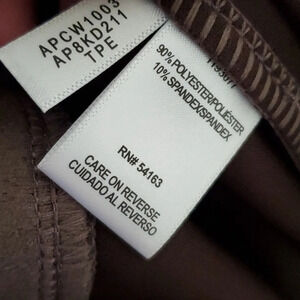 APCW1003
AP8KD211
TPE
90% POLYESTER/POLIÉSTER
10% SPANDEX/SPANDEX
RN# 54163
CARE ON REVERSE
CUIDADO AL REVERSO